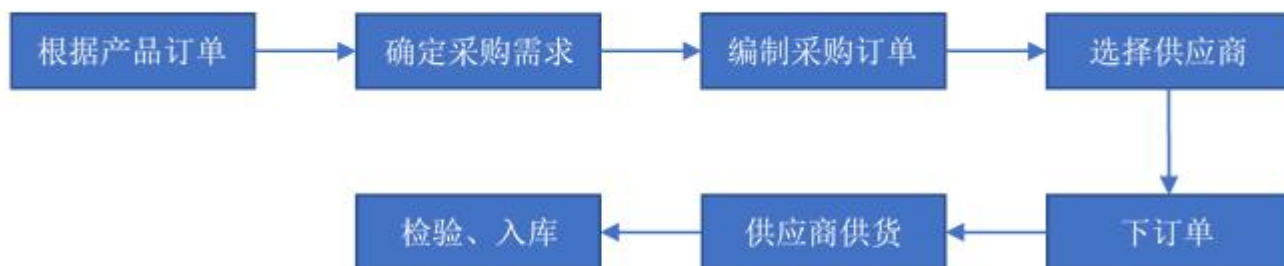 根据产品订单
确定采购需求
编制采购订单
选择供应商
下订单
供应商供货
检验、入库